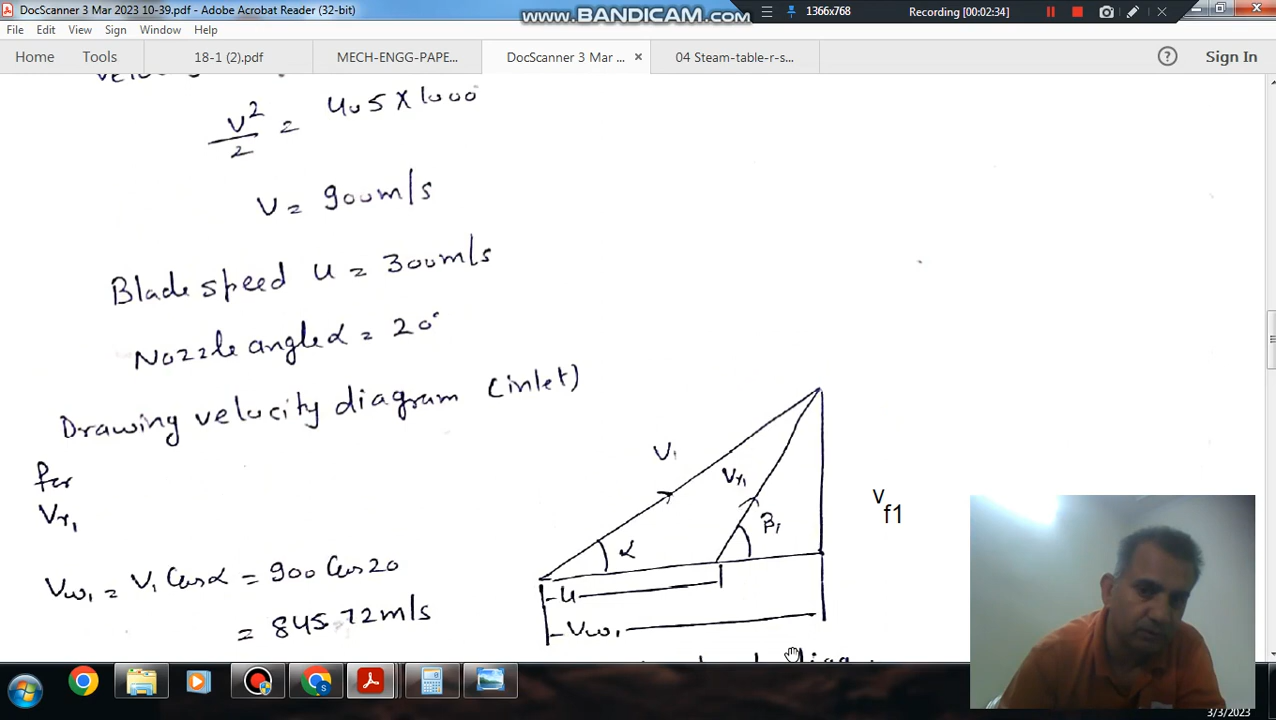 DocScanner 3 Mar 2023 10-39.pdf - Adobe Acrobat Reader (32-bit)
www.BANDICAM.com
1366x768
Recording [00:02:34]
File Edit View Sign Window Help
Home Tools
18-1 (2).pdf
MECH-ENGG-PAPE...
DocScanner 3 Mar ... ×
04 Steam-table-r-s...
Sign In
V²/2 = 405 X 1000
V = 900m/s
Blade speed u = 300m/s
Nozzle angle α = 20°
Drawing velocity diagram (inlet)
for
Vr1
Vw1 = V1 Cosα = 900 Cos20
= 845.72m/s
V1
Vr1
α
β1
u
Vw1
v
f1
3/3/2023